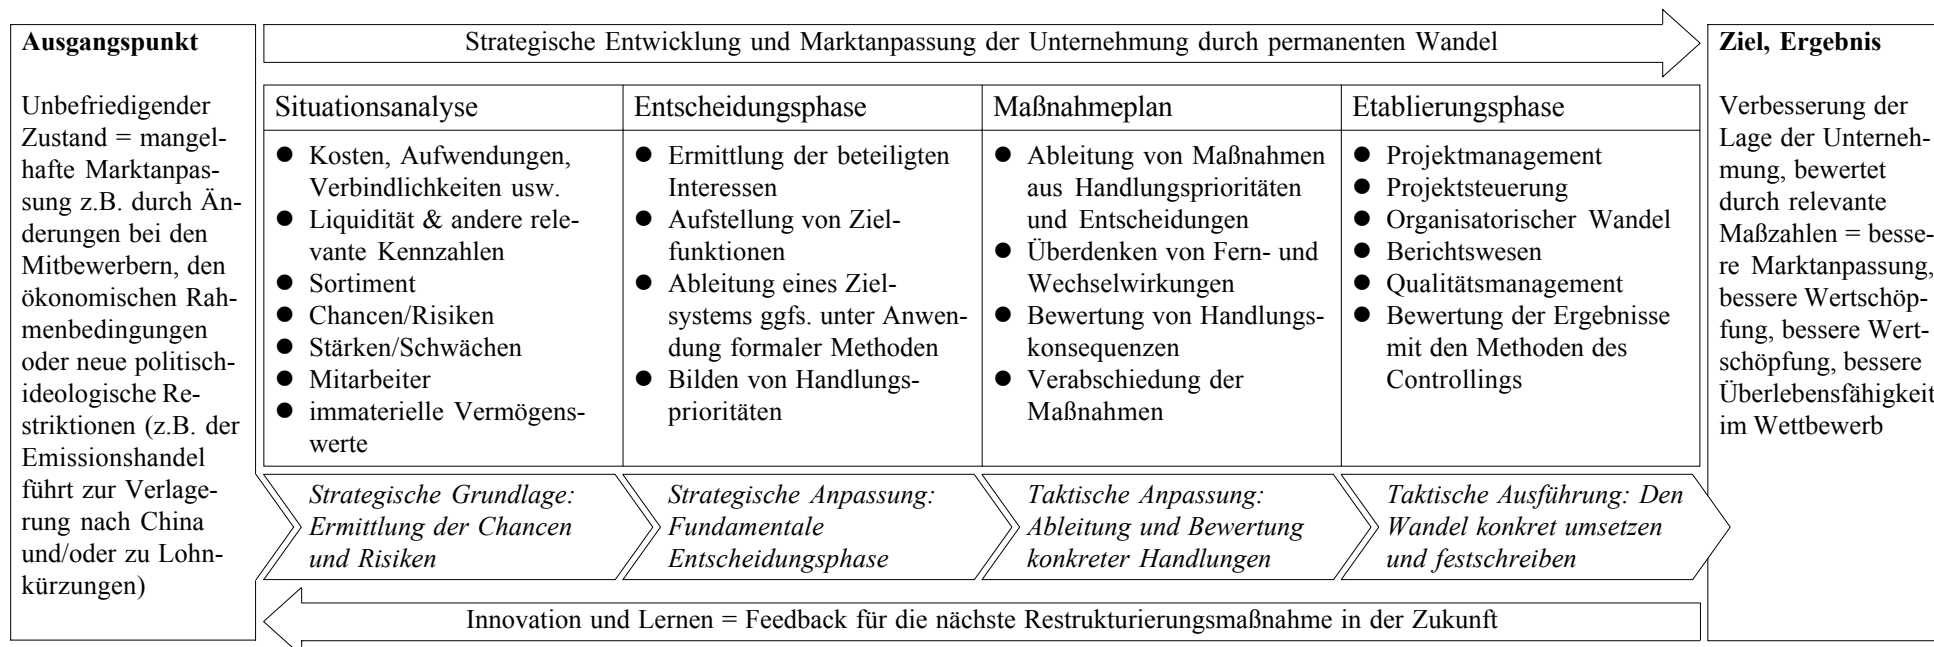 Ausgangspunkt
Unbefriedigender
Zustand = mangel-
hafte Marktanpas-
sung z.B. durch Än-
derungen bei den
Mitbewerbern, den
ökonomischen Rah-
menbedingungen
oder neue politisch-
ideologische Re-
striktionen (z.B. der
Emissionshandel
führt zur Verlage-
rung nach China
und/oder zu Lohn-
kürzungen)
Strategische Entwicklung und Marktanpassung der Unternehmung durch permanenten Wandel
Situationsanalyse
● Kosten, Aufwendungen,
Verbindlichkeiten usw.
● Liquidität & andere rele-
vante Kennzahlen
● Sortiment
● Chancen/Risiken
● Stärken/Schwächen
● Mitarbeiter
● immaterielle Vermögens-
werte
Strategische Grundlage:
Ermittlung der Chancen
und Risiken
Entscheidungsphase
● Ermittlung der beteiligten
Interessen
● Aufstellung von Ziel-
funktionen
● Ableitung eines Ziel-
systems ggfs. unter Anwen-
dung formaler Methoden
● Bilden von Handlungs-
prioritäten
Strategische Anpassung:
Fundamentale
Entscheidungsphase
Maßnahmeplan
● Ableitung von Maßnahmen
aus Handlungsprioritäten
und Entscheidungen
● Überdenken von Fern- und
Wechselwirkungen
● Bewertung von Handlungs-
konsequenzen
● Verabschiedung der
Maßnahmen
Taktische Anpassung:
Ableitung und Bewertung
konkreter Handlungen
Etablierungsphase
● Projektmanagement
● Projektsteuerung
● Organisatorischer Wandel
● Berichtswesen
● Qualitätsmanagement
● Bewertung der Ergebnisse
mit den Methoden des
Controllings
Taktische Ausführung: Den
Wandel konkret umsetzen
und festschreiben
Innovation und Lernen = Feedback für die nächste Restrukturierungsmaßnahme in der Zukunft
Ziel, Ergebnis
Verbesserung der
Lage der Unterneh-
mung, bewertet
durch relevante
Maßzahlen = besse-
re Marktanpassung,
bessere Wertschöp-
fung, bessere Wert-
schöpfung, bessere
Überlebensfähigkeit
im Wettbewerb